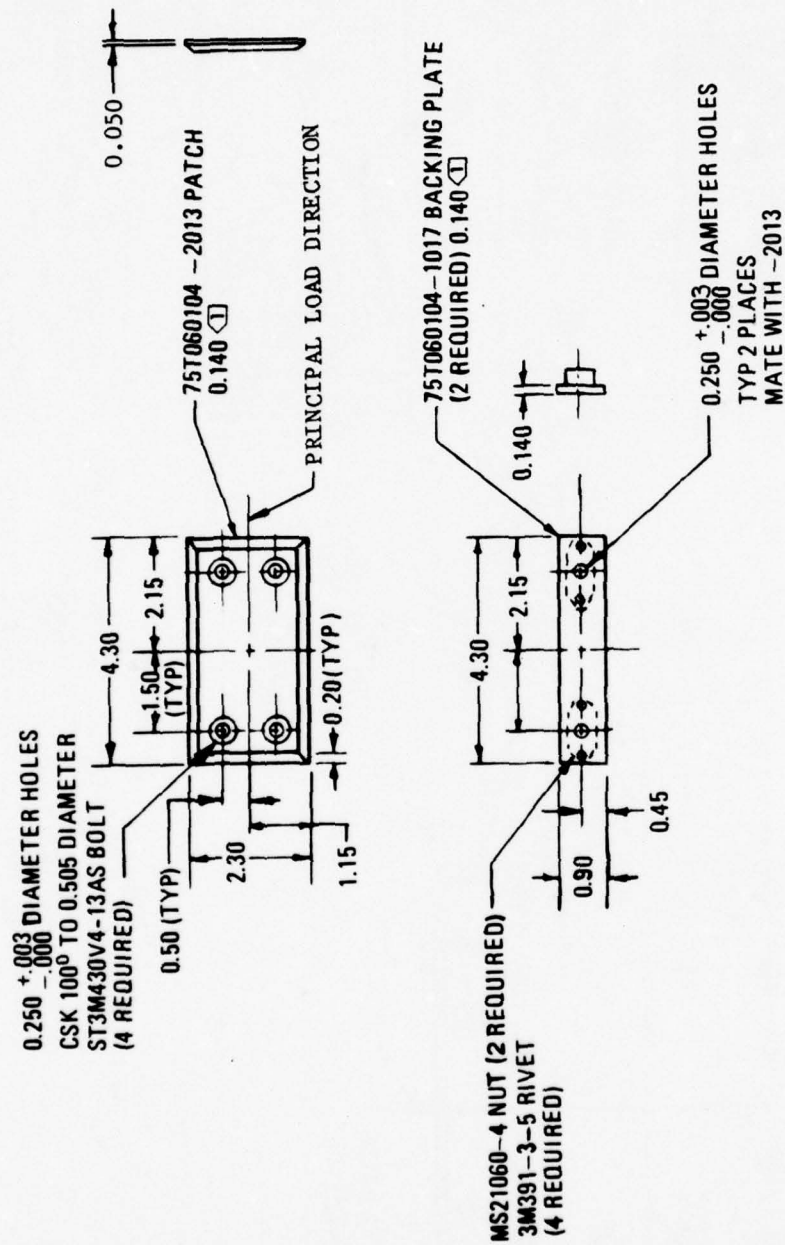 0.250 +.003 -.000 DIAMETER HOLES
CSK 100° TO 0.505 DIAMETER
ST3M430V4-13AS BOLT
(4 REQUIRED)
0.50 (TYP)
2.30
1.15
4.30
1.50
(TYP)
2.15
0.20 (TYP)
0.050
75T060104-2013 PATCH
0.140 1
PRINCIPAL LOAD DIRECTION
MS21060-4 NUT (2 REQUIRED)
3M391-3-5 RIVET
(4 REQUIRED)
0.90
0.45
4.30
2.15
0.140
75T060104-1017 BACKING PLATE
(2 REQUIRED) 0.140 1
0.250 +.003 -.000 DIAMETER HOLES
TYP 2 PLACES
MATE WITH -2013